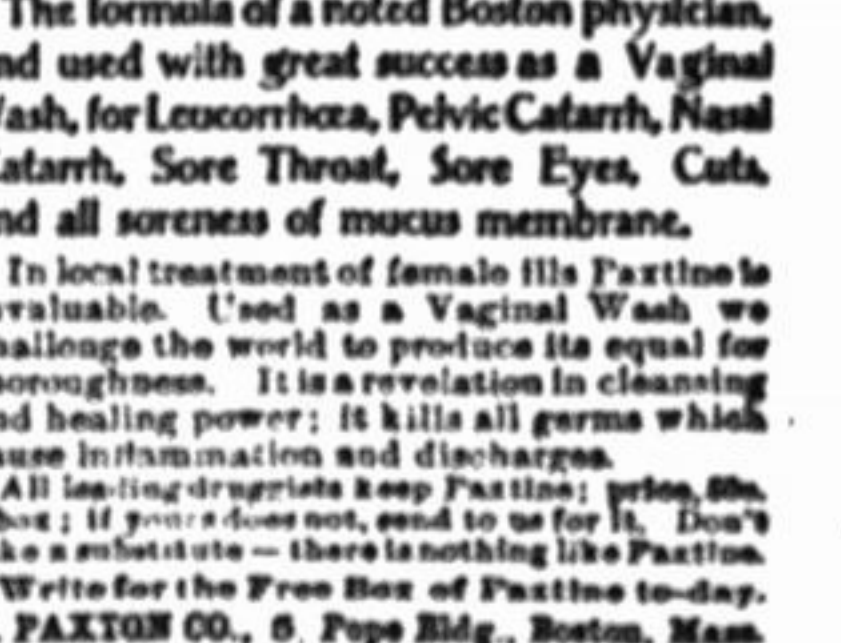 The formula of a noted Boston physician,
nd used with great success as a Vaginal
ash, for Leucorrhœa, Pelvic Catarrh, Nasal
atarrh, Sore Throat, Sore Eyes, Cuts,
nd all soreness of mucus membrane.
In local treatment of female ills Paxtine is
valuable. Used as a Vaginal Wash we
hallenge the world to produce its equal for
horoughness. It is a revelation in cleansing
nd healing power; it kills all germs which
ause inflammation and discharges.
All leading druggists keep Paxtine; price, 50c.
box; if yours does not, send to us for it. Don't
ke a substitute — there is nothing like Paxtine.
Write for the Free Box of Paxtine to-day.
PAXTON CO., 6, Pope Bldg., Boston, Mass.